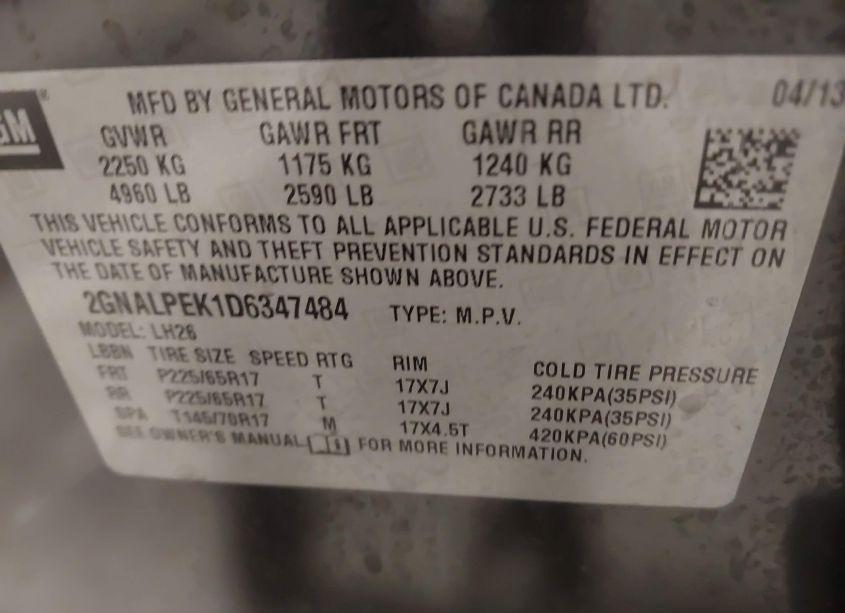 GM®
MFD BY GENERAL MOTORS OF CANADA LTD. 04/13
GVWR GAWR FRT GAWR RR
2250 KG 1175 KG 1240 KG
4960 LB 2590 LB 2733 LB
THIS VEHICLE CONFORMS TO ALL APPLICABLE U.S. FEDERAL MOTOR
VEHICLE SAFETY AND THEFT PREVENTION STANDARDS IN EFFECT ON
THE DATE OF MANUFACTURE SHOWN ABOVE.
2GNALPEK1D6347484 TYPE: M.P.V.
MODEL: LH26
LBBN TIRE SIZE SPEED RTG RIM COLD TIRE PRESSURE
FRT P225/65R17 T 17X7J 240KPA(35PSI)
RR P225/65R17 T 17X7J 240KPA(35PSI)
SPA T145/70R17 M 17X4.5T 420KPA(60PSI)
SEE OWNER'S MANUAL FOR MORE INFORMATION.